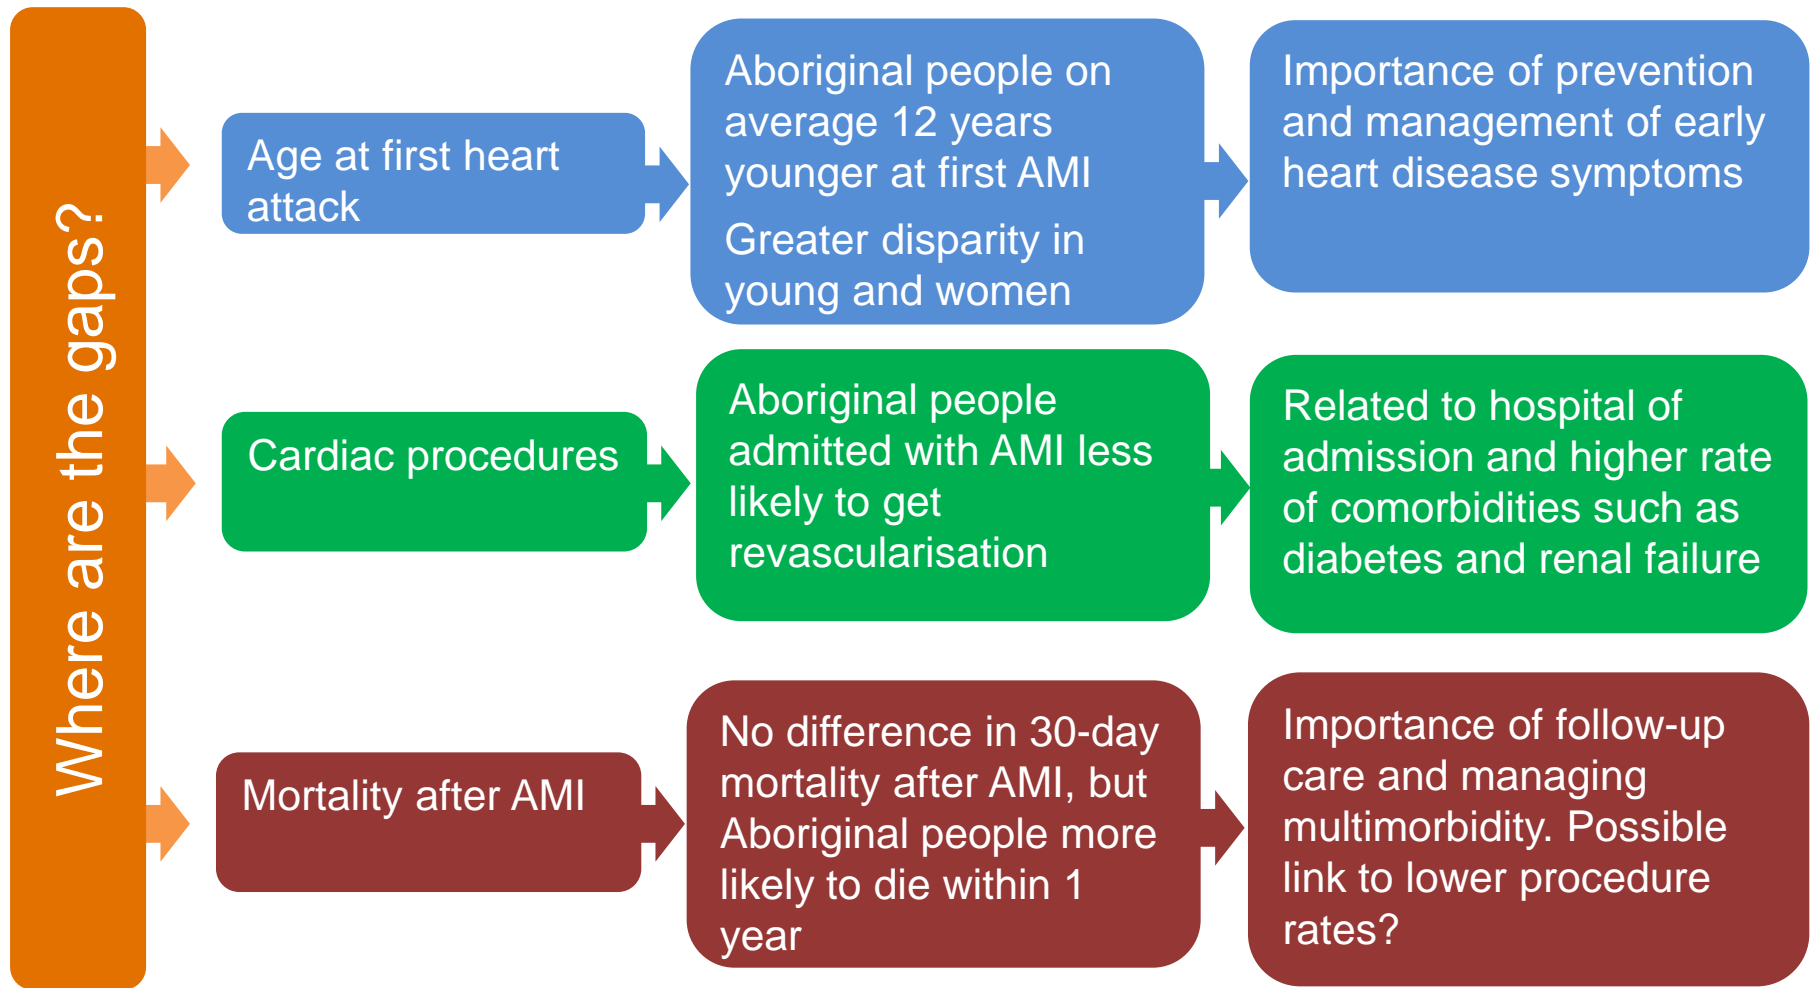 Where are the gaps?
Age at first heart
attack
Aboriginal people on
average 12 years
younger at first AMI
Greater disparity in
young and women
Importance of prevention
and management of early
heart disease symptoms
Cardiac procedures
Aboriginal people
admitted with AMI less
likely to get
revascularisation
Related to hospital of
admission and higher rate
of comorbidities such as
diabetes and renal failure
Mortality after AMI
No difference in 30-day
mortality after AMI, but
Aboriginal people more
likely to die within 1
year
Importance of follow-up
care and managing
multimorbidity. Possible
link to lower procedure
rates?